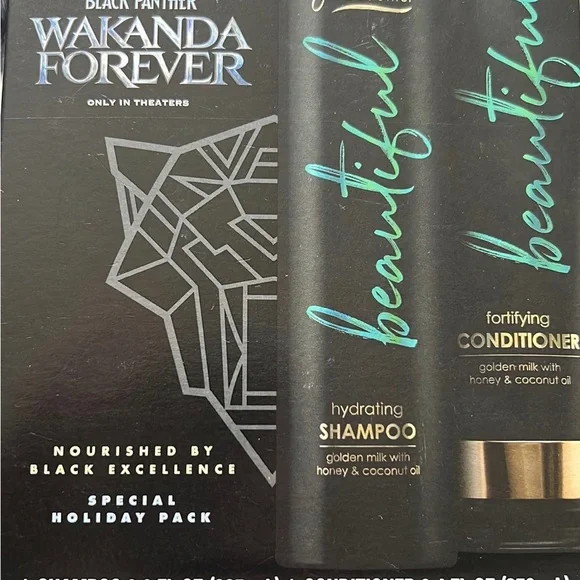 BLACK PANTHER
WAKANDA
FOREVER
ONLY IN THEATERS
NOURISHED BY
BLACK EXCELLENCE
SPECIAL
HOLIDAY PACK
beautiful
hydrating
SHAMPOO
golden milk with
honey & coconut oil
beautiful
fortifying
CONDITIONER
golden milk with
honey & coconut oil